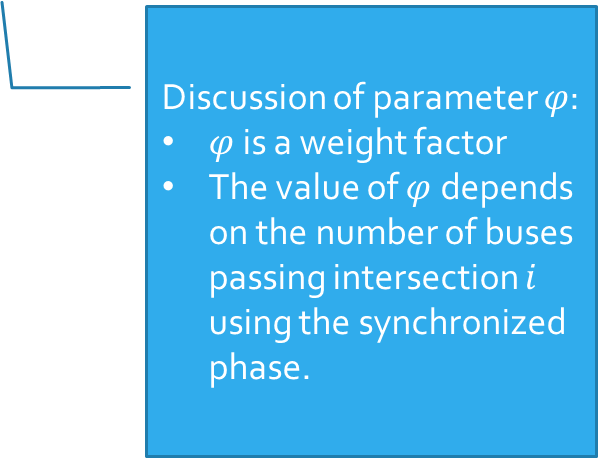 Discussion of parameter φ:
• φ is a weight factor
• The value of φ depends
on the number of buses
passing intersection i
using the synchronized
phase.